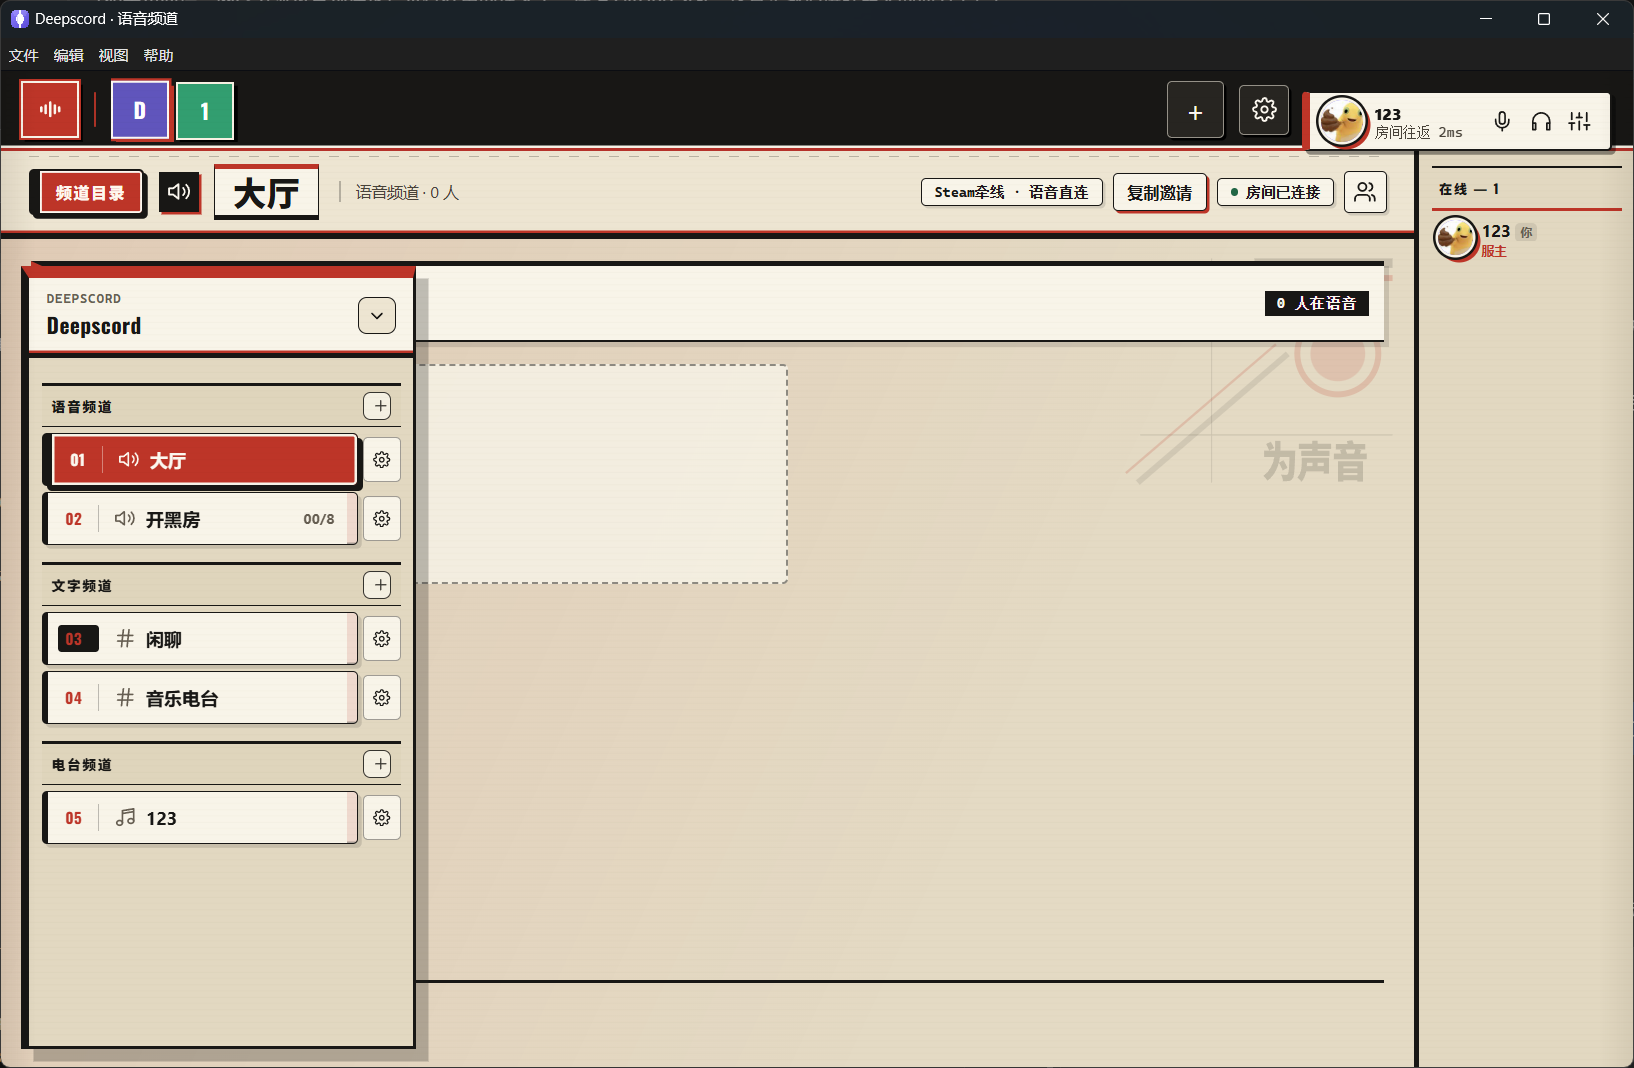 Deepscord · 语音频道
文件 编辑 视图 帮助
D
1
+
123
房间往返 2ms
频道目录
大厅
语音频道 · 0 人
Steam牵线 · 语音直连
复制邀请
房间已连接
在线 — 1
123 你
服主
DEEPSCORD
Deepscord
0 人在语音
语音频道
01 大厅
02 开黑房 00/8
文字频道
03 # 闲聊
04 # 音乐电台
电台频道
05 123
为声音